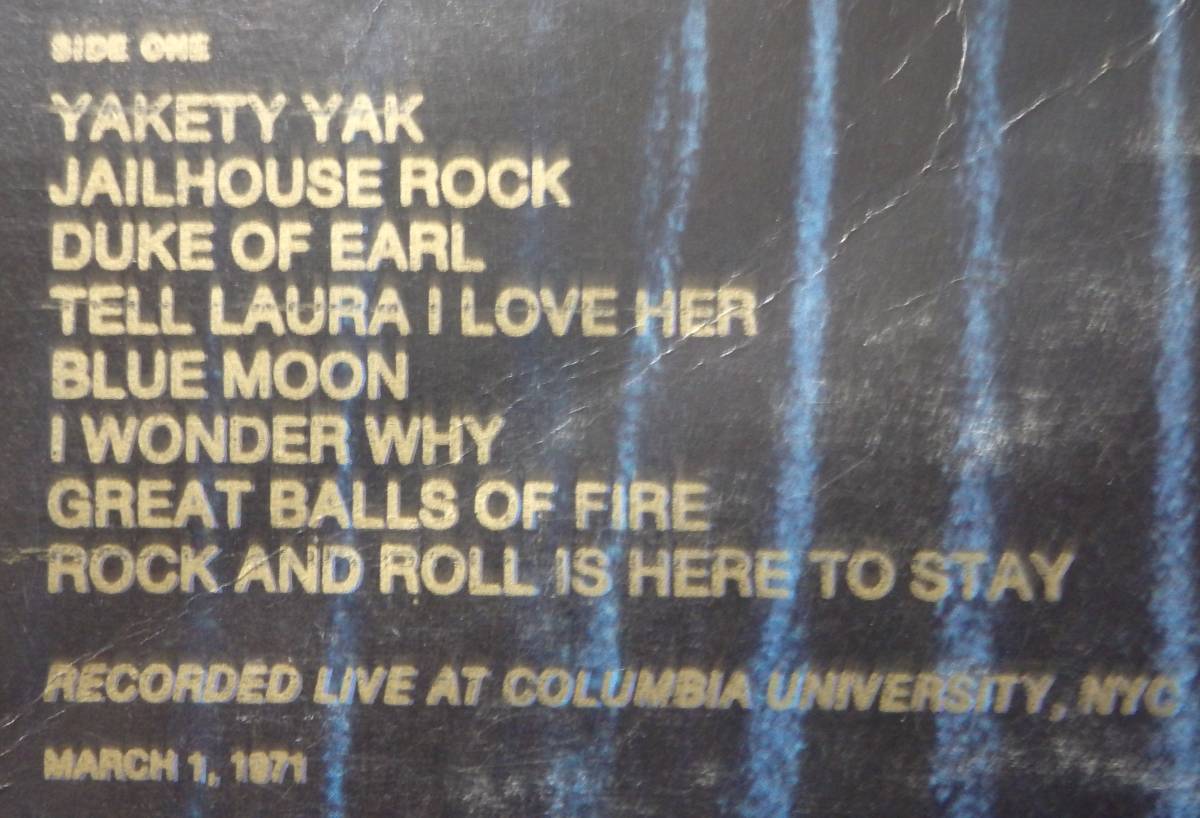 SIDE ONE
YAKETY YAK
JAILHOUSE ROCK
DUKE OF EARL
TELL LAURA I LOVE HER
BLUE MOON
I WONDER WHY
GREAT BALLS OF FIRE
ROCK AND ROLL IS HERE TO STAY
RECORDED LIVE AT COLUMBIA UNIVERSITY, NYC
MARCH 1, 1971